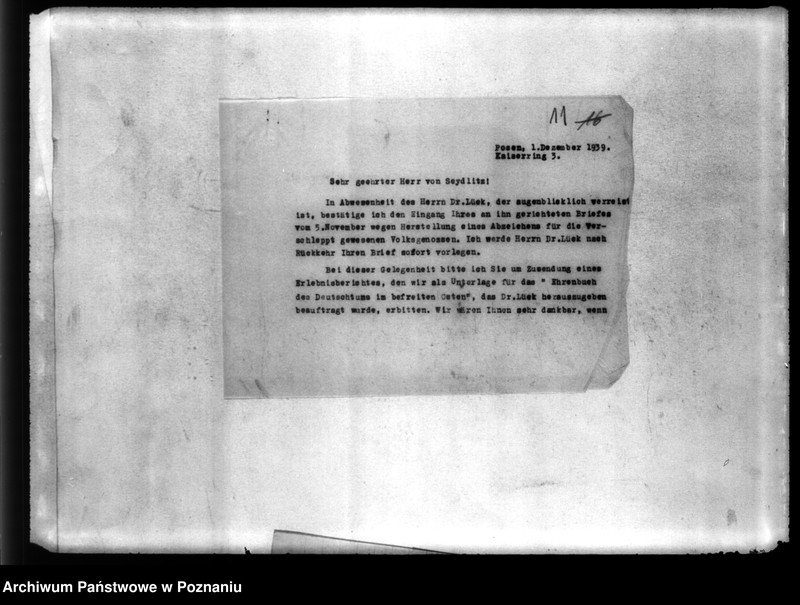 11 16
Posen, 1.Dezember 1939.
Kaiserring 3.
Sehr geehrter Herr von Seydlitz!
In Abwesenheit des Herrn Dr.Lück, der augenblicklich verreist
ist, bestätige ich den Eingang Ihres an ihn gerichteten Briefes
vom 5.November wegen Herstellung eines Abzeichens für die Ver-
schleppt gewesenen Volksgenossen. Ich werde Herrn Dr.Lück nach
Rückkehr Ihren Brief sofort vorlegen.
Bei dieser Gelegenheit bitte ich Sie um Zusendung eines
Erlebnisberichtes, den wir als Unterlage für das " Ehrenbuch
des Deutschtums im befreiten Osten", das Dr.Lück herauszugeben
beauftragt wurde, erbitten. Wir wären Ihnen sehr dankbar, wenn
Archiwum Państwowe w Poznaniu